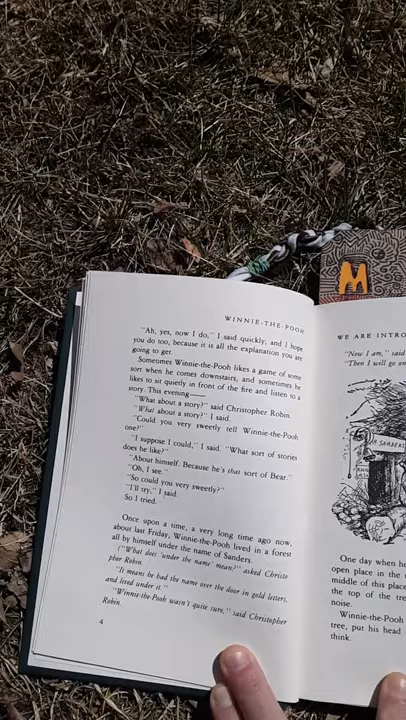 WINNIE-THE-POOH
"Ah, yes, now I do," I said quickly, and I hope
you do too, because it is all the explanation you are
going to get.
Sometimes Winnie-the-Pooh likes a game of some
sort when he comes downstairs, and sometimes he
likes to sit quietly in front of the fire and listen to a
story. This evening——
"What about a story?" said Christopher Robin.
"What about a story?" I said.
"Could you very sweetly tell Winnie-the-Pooh
one?"
"I suppose I could," I said. "What sort of stories
does he like?"
"About himself. Because he's that sort of Bear."
"Oh, I see."
"So could you very sweetly?"
"I'll try," I said.
So I tried.
Once upon a time, a very long time ago now,
about last Friday, Winnie-the-Pooh lived in a forest
all by himself under the name of Sanders.
("What does 'under the name' mean?" asked Christo
pher Robin.
"It means he had the name over the door in gold letters,
and lived under it."
"Winnie-the-Pooh wasn't quite sure," said Christopher
Robin.
4
M
WE ARE INTRO
"Now I am," said
"Then I will go on
One day when he
open place in the
middle of this place
the top of the tre
noise.
Winnie-the-P
tree, put his head
think.